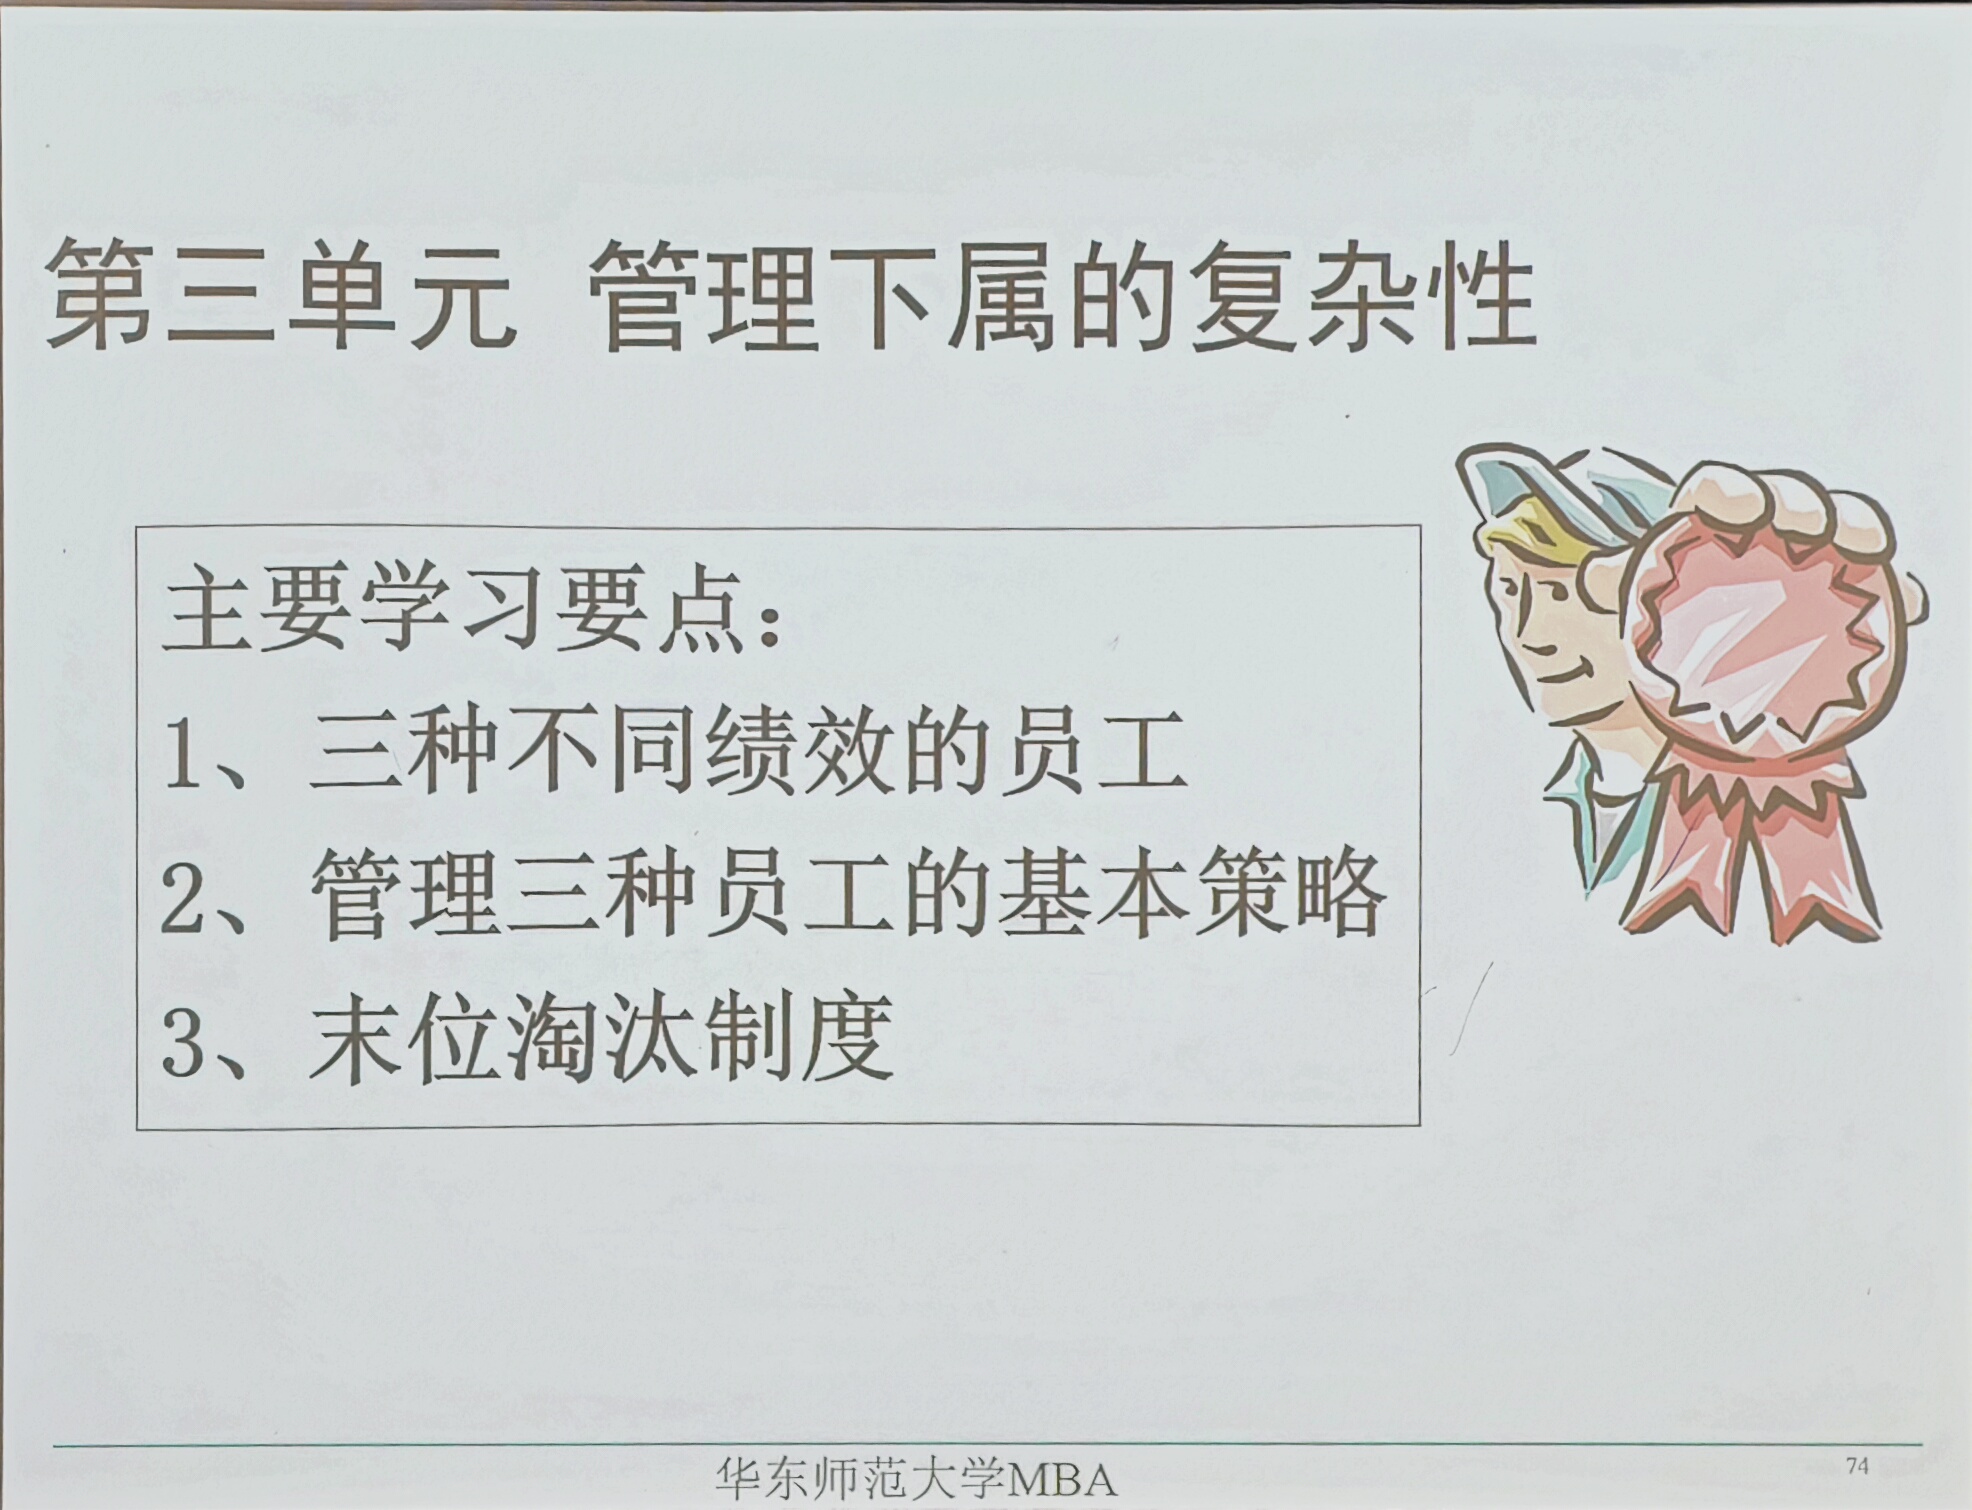 第三单元 管理下属的复杂性
主要学习要点：
1、三种不同绩效的员工
2、管理三种员工的基本策略
3、末位淘汰制度
华东师范大学MBA
74